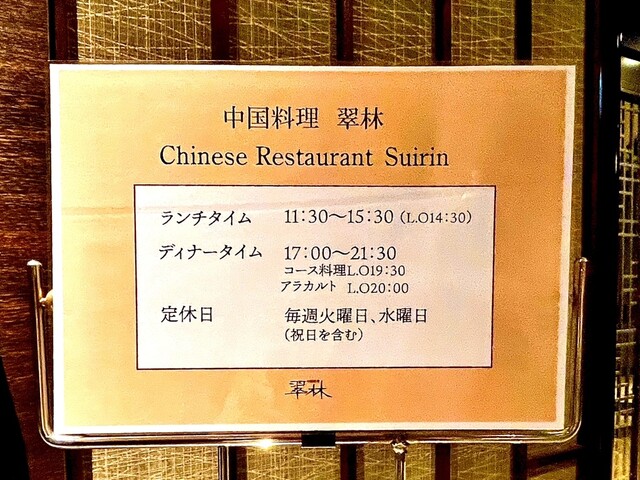 中国料理 翠林
Chinese Restaurant Suirin
ランチタイム 11:30～15:30 (L.O14:30)
ディナータイム 17:00～21:30
コース料理L.O19:30
アラカルト L.O20:00
定休日 毎週火曜日、水曜日
(祝日を含む)
翠林